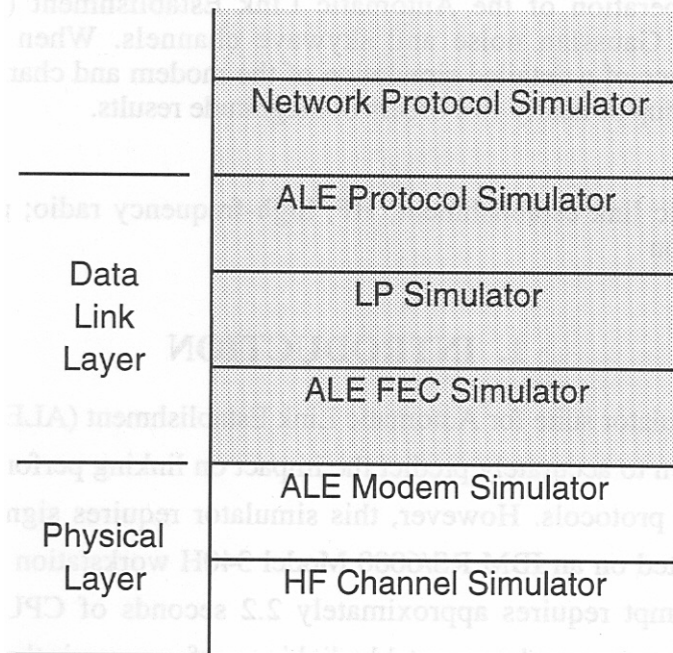 Network Protocol Simulator
ALE Protocol Simulator
Data
Link
Layer
LP Simulator
ALE FEC Simulator
ALE Modem Simulator
Physical
Layer
HF Channel Simulator